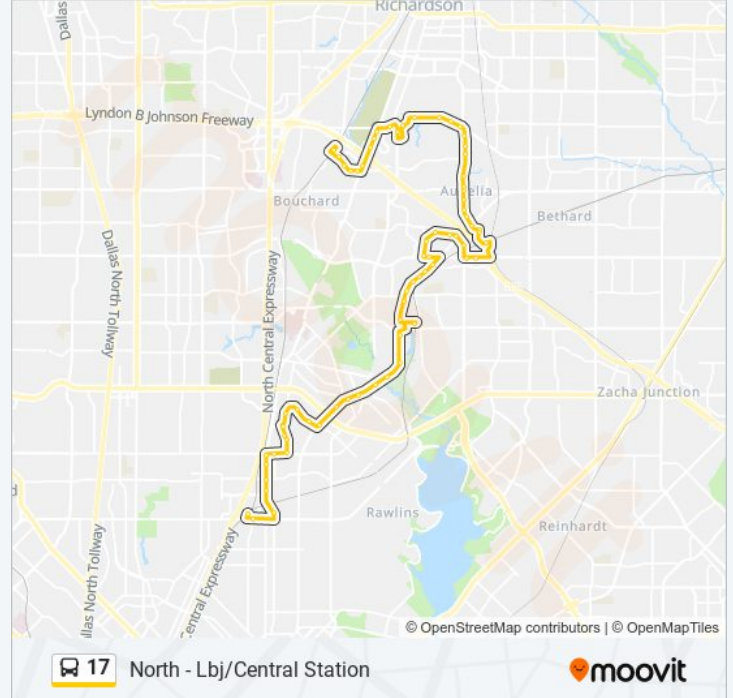 Richardson
Dallas
Lyndon B Johnson Freeway
Bouchard
Aurelia
Bethard
Dallas North Tollway
North Central Expressway
Zacha Junction
Rawlins
Reinhardt
d
llas North Tollway
Central Expressway
© OpenStreetMap contributors | © OpenMapTiles
17 North - Lbj/Central Station
moovit